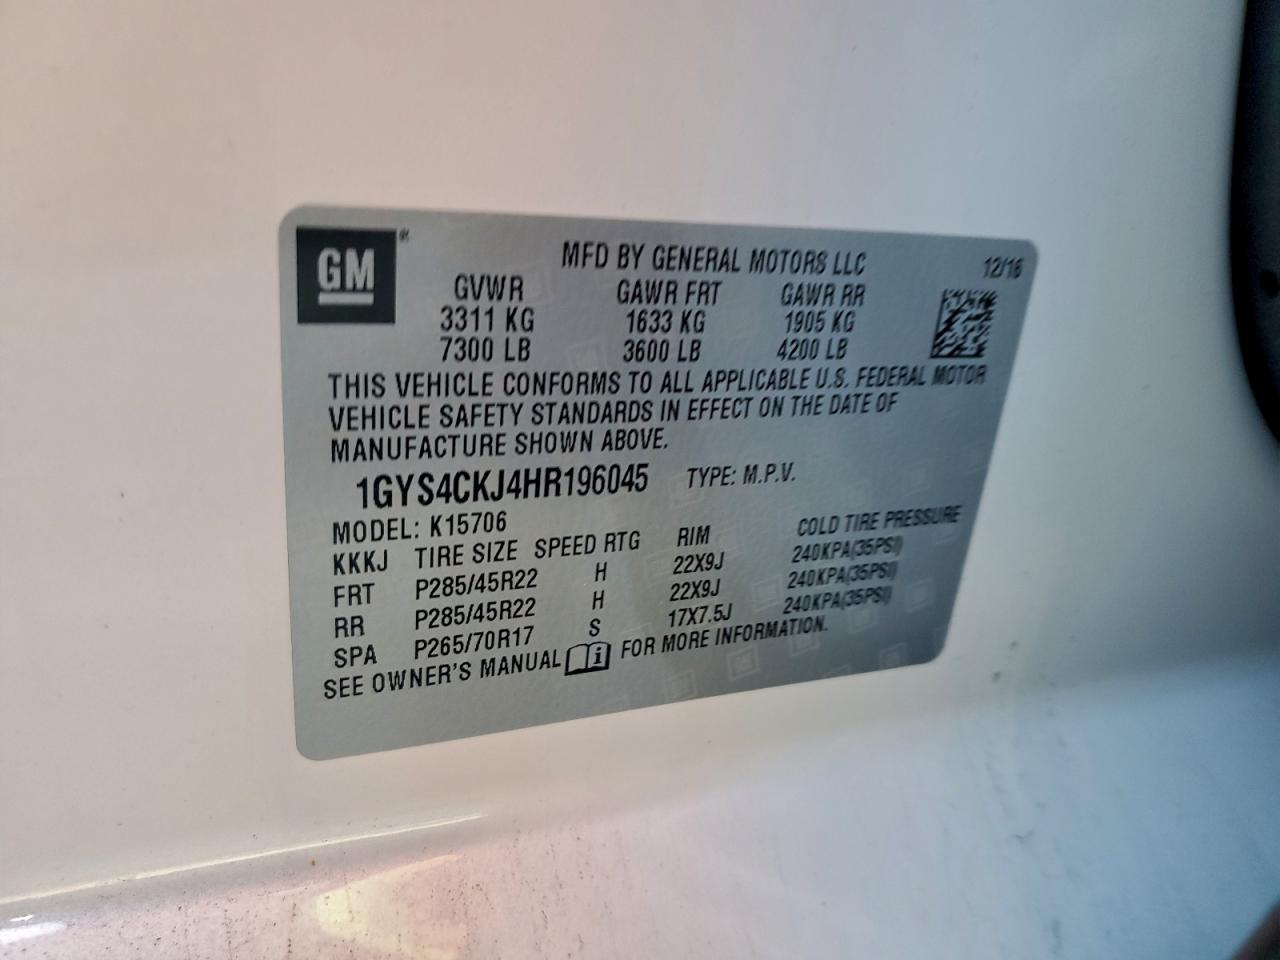 GM®
MFD BY GENERAL MOTORS LLC 12/16
GVWR GAWR FRT GAWR RR
3311 KG 1633 KG 1905 KG
7300 LB 3600 LB 4200 LB
THIS VEHICLE CONFORMS TO ALL APPLICABLE U.S. FEDERAL MOTOR
VEHICLE SAFETY STANDARDS IN EFFECT ON THE DATE OF
MANUFACTURE SHOWN ABOVE.
1GYS4CKJ4HR196045 TYPE: M.P.V.
MODEL: K15706
KKKJ TIRE SIZE SPEED RTG RIM COLD TIRE PRESSURE
FRT P285/45R22 H 22X9J 240KPA(35PSI)
RR P285/45R22 H 22X9J 240KPA(35PSI)
SPA P265/70R17 S 17X7.5J 240KPA(35PSI)
SEE OWNER'S MANUAL i FOR MORE INFORMATION.